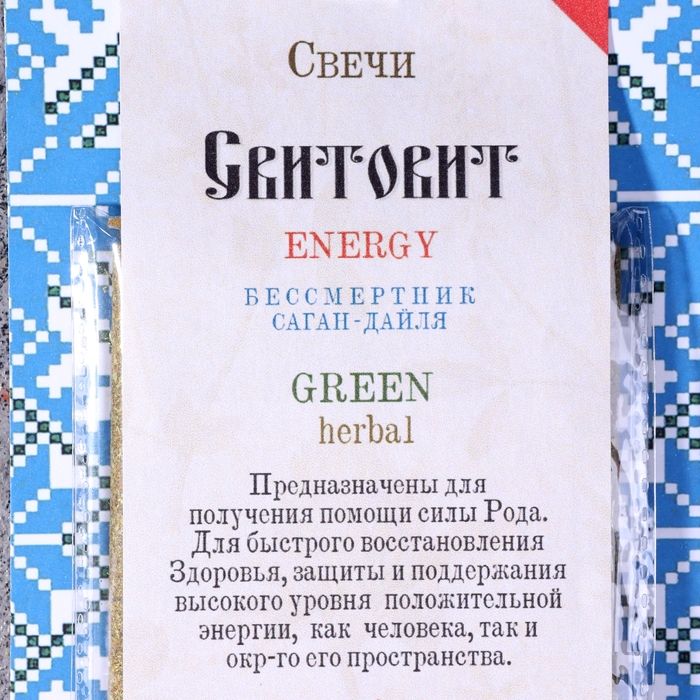 Свечи
Свитовит
ENERGY
БЕССМЕРТНИК
САГАН-ДАЙЛЯ
GREEN
herbal
Предназначены для
получения помощи силы Рода.
Для быстрого восстановления
Здоровья, защиты и поддержания
высокого уровня положительной
энергии, как человека, так и
окр-го его пространства.